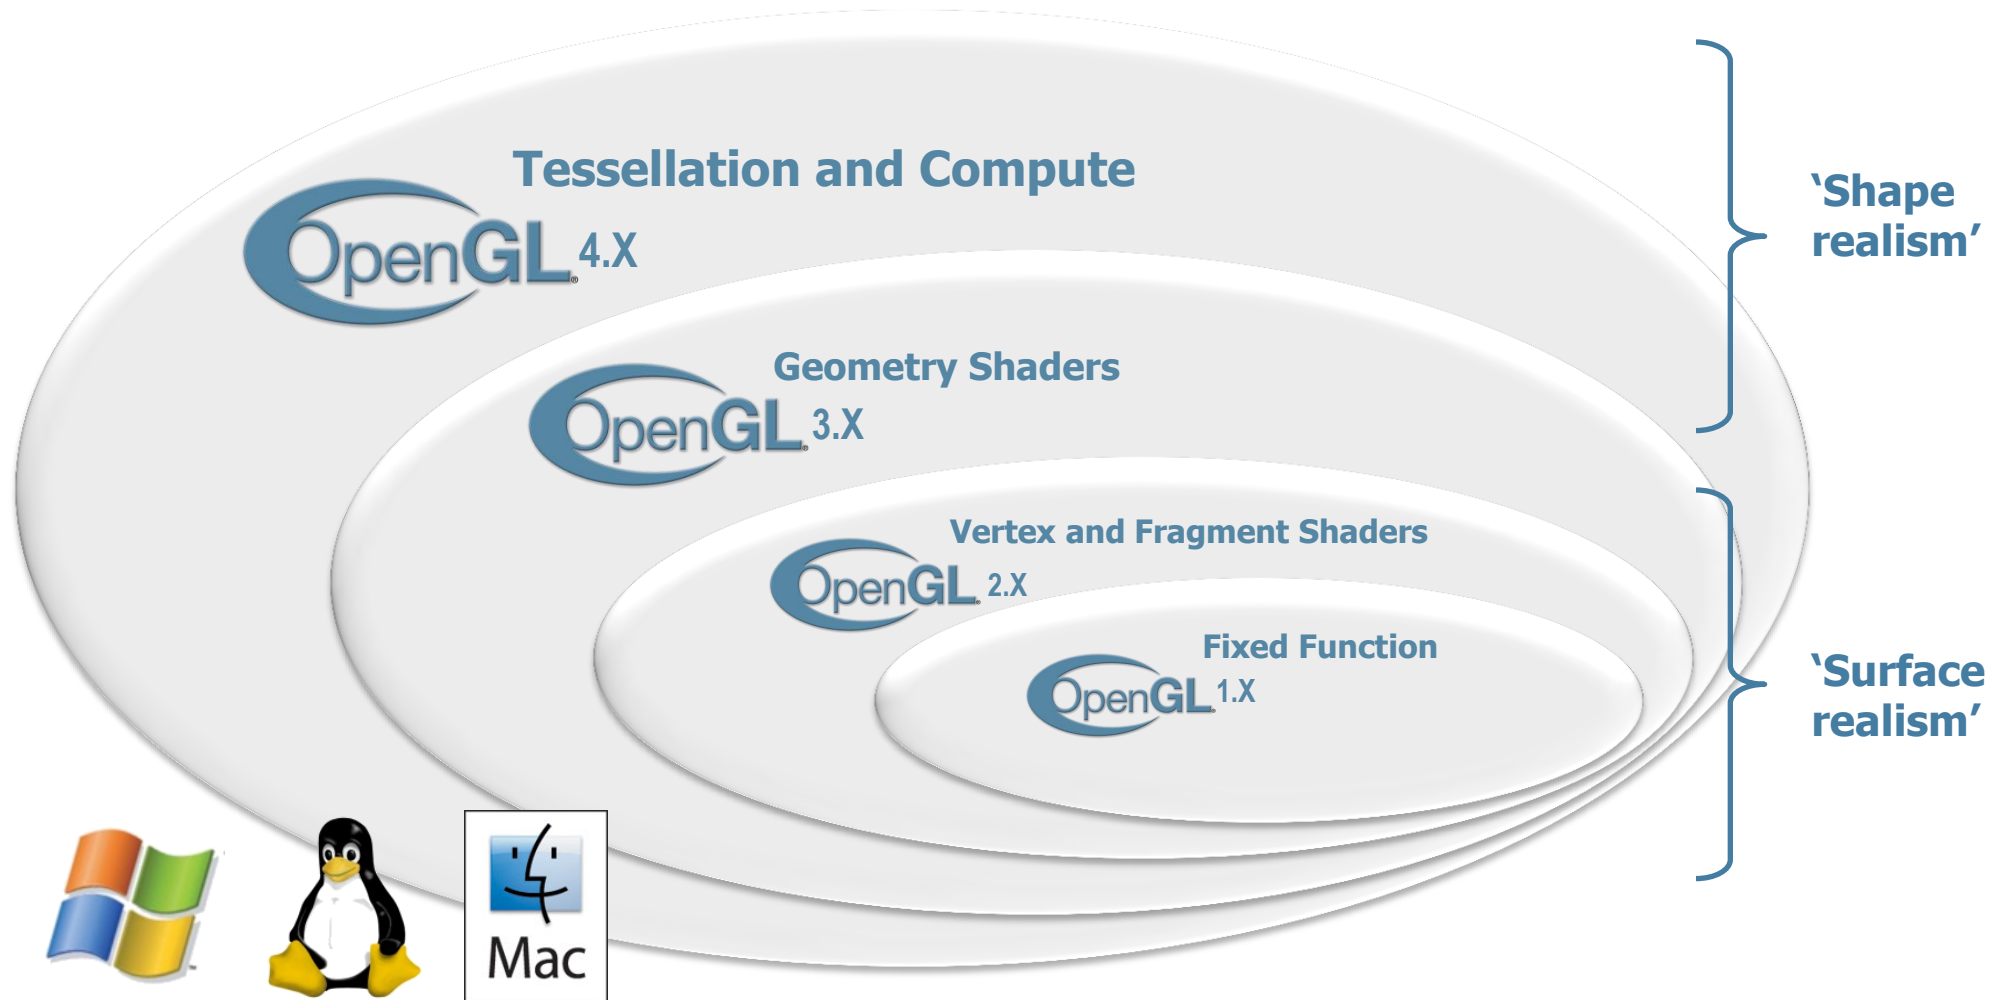 Tessellation and Compute
OpenGL® 4.X
Geometry Shaders
OpenGL® 3.X
Vertex and Fragment Shaders
OpenGL® 2.X
Fixed Function
OpenGL® 1.X
‘Shape
realism’
‘Surface
realism’
Mac